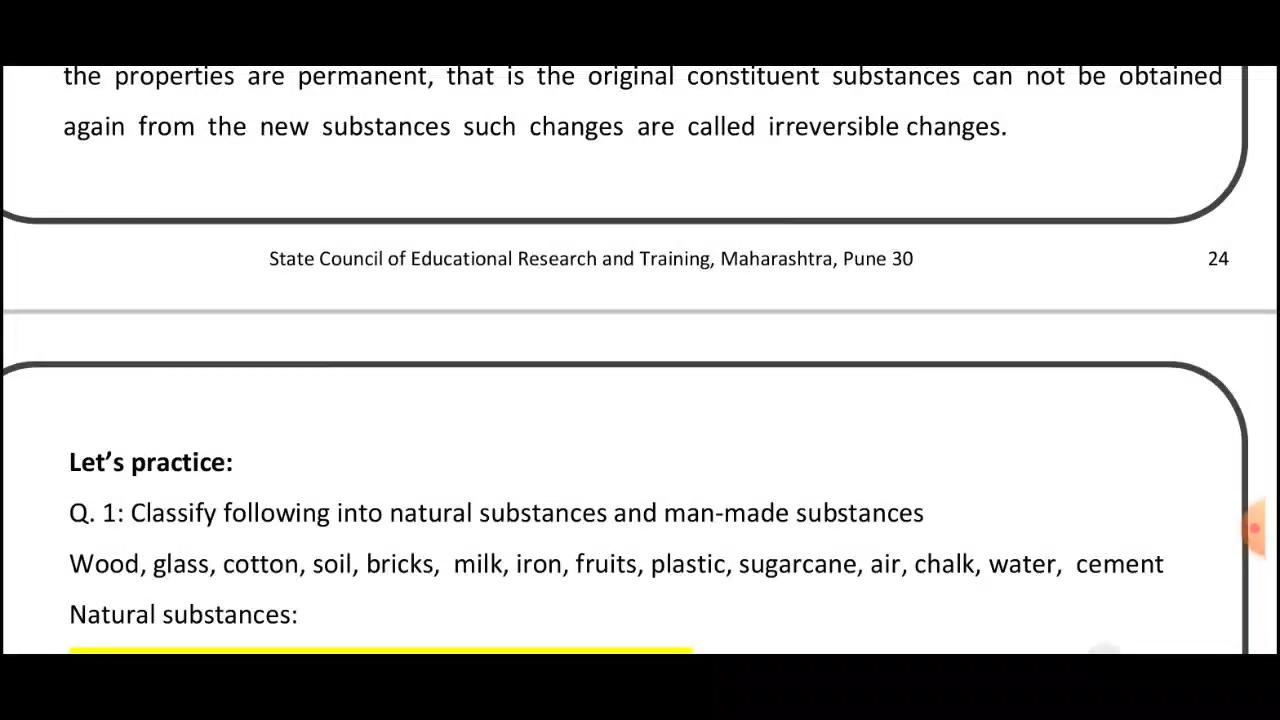 the properties are permanent, that is the original constituent substances can not be obtained
again from the new substances such changes are called irreversible changes.
State Council of Educational Research and Training, Maharashtra, Pune 30 24
Let's practice:
Q. 1: Classify following into natural substances and man-made substances
Wood, glass, cotton, soil, bricks, milk, iron, fruits, plastic, sugarcane, air, chalk, water, cement
Natural substances: